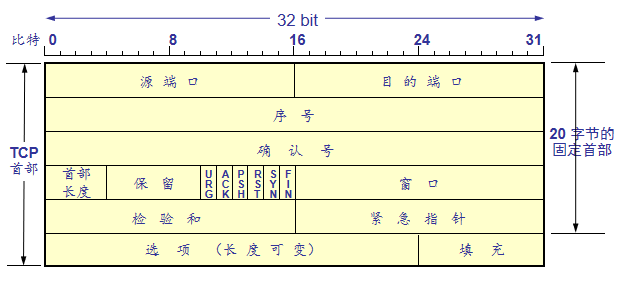 32 bit
比特 0 8 16 24 31
源端口 目的端口
序号
TCP 首部
确认号
20 字节的固定首部
首部长度 保留 URG ACK PSH RST SYN FIN 窗口
检验和 紧急指针
选项 （长度可变） 填充